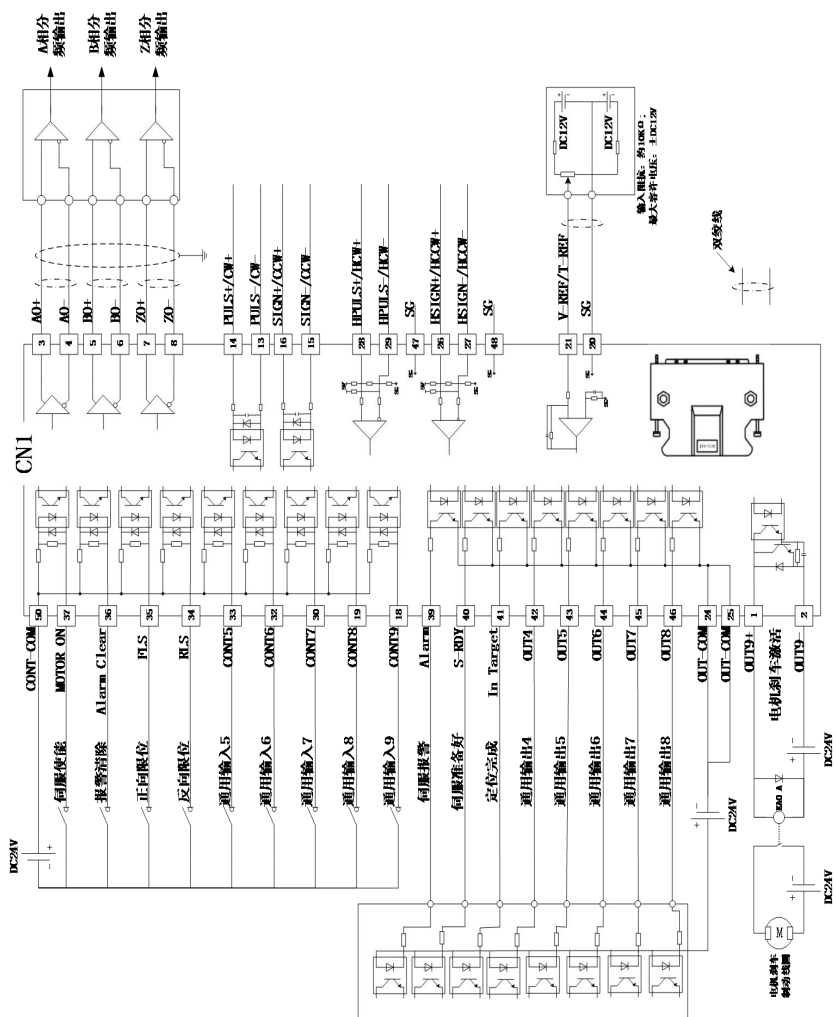 CN1
A相分
频输出
B相分
频输出
Z相分
频输出
AO+
3
AO-
4
BO+
5
BO-
6
ZO+
7
ZO-
8
PULS+/CW+
14
PULS-/CW-
13
SIGN+/CCW+
16
SIGN-/CCW-
15
HPULS+/HCW+
28
HPULS-/HCW-
29
SG
47
HSIGN+/HCCW+
26
HSIGN-/HCCW-
27
SG
48
V-REF/T-REF
21
SG
20
SG
SG
SG
SG
SG
SG
DC12V
DC12V
输入阻抗：约10KΩ；
最大容许电压：±DC12V
双绞线
50
CONT-COM
37
MOTOR ON
伺服使能
36
Alarm Clear
报警清除
35
FLS
正向限位
34
RLS
反向限位
33
CONT5
通用输入5
32
CONT6
通用输入6
30
CONT7
通用输入7
19
CONT8
通用输入8
18
CONT9
通用输入9
39
Alarm
伺服报警
40
S-RDY
伺服准备好
41
In Target
定位完成
42
OUT4
通用输出4
43
OUT5
通用输出5
44
OUT6
通用输出6
45
OUT7
通用输出7
46
OUT8
通用输出8
24
OUT-COM
25
OUT-COM
1
OUT9+
电机刹车激活
2
OUT9-
DC24V
DC24V
DC24V
DC24V
KAO A
M
电机刹车
制动线圈